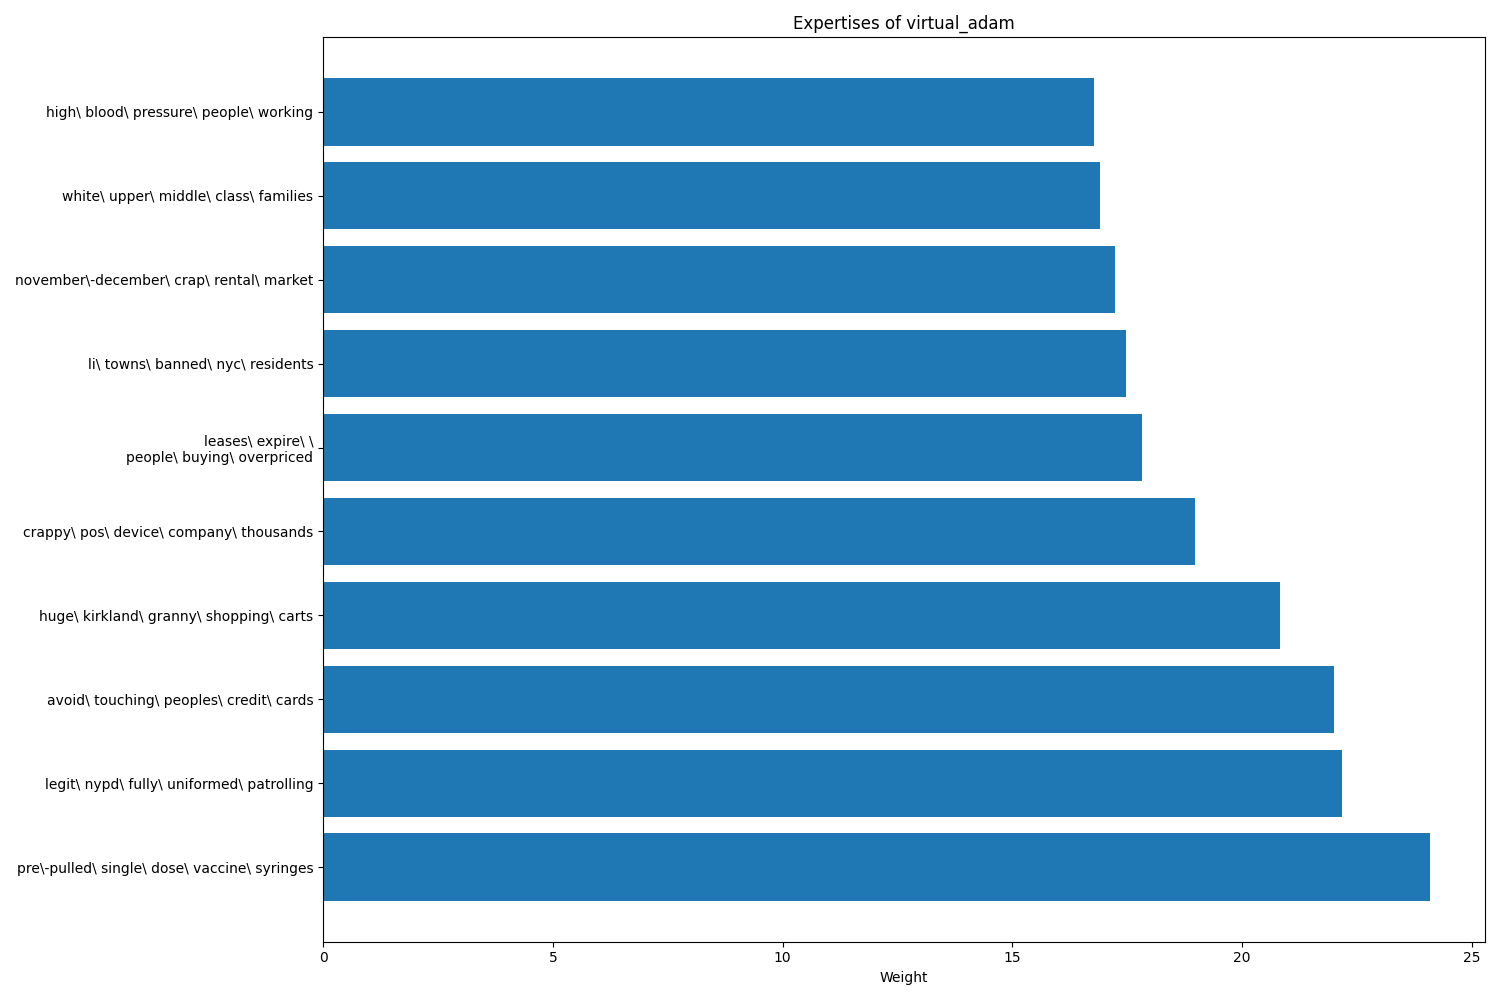 Expertises of virtual_adam
high\ blood\ pressure\ people\ working
white\ upper\ middle\ class\ families
november\-december\ crap\ rental\ market
li\ towns\ banned\ nyc\ residents
leases\ expire\ \
people\ buying\ overpriced
crappy\ pos\ device\ company\ thousands
huge\ kirkland\ granny\ shopping\ carts
avoid\ touching\ peoples\ credit\ cards
legit\ nypd\ fully\ uniformed\ patrolling
pre\-pulled\ single\ dose\ vaccine\ syringes
0 5 10 15 20 25
Weight